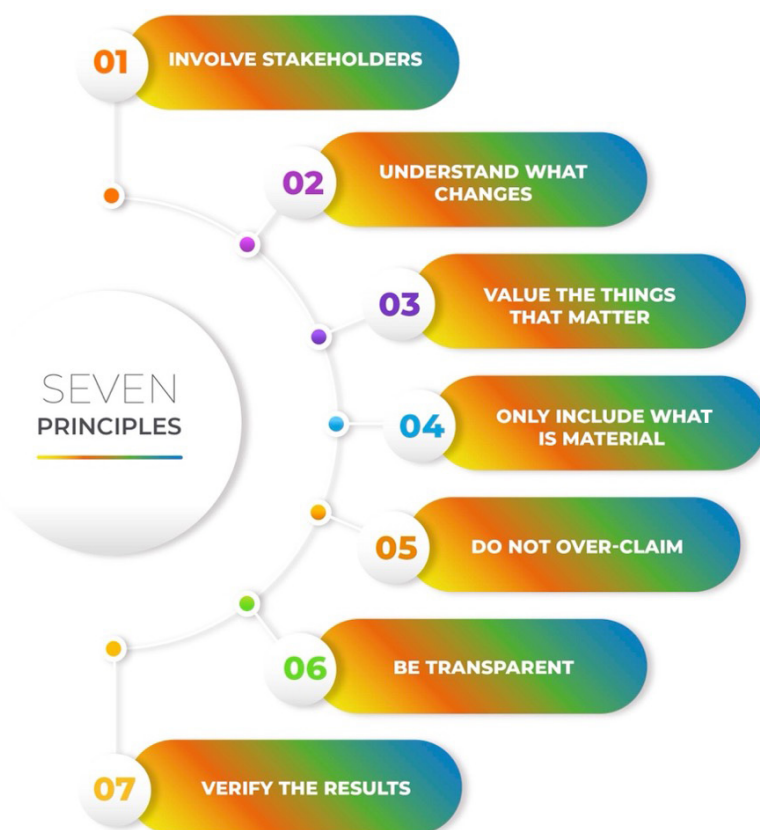 01
INVOLVE STAKEHOLDERS
02
UNDERSTAND WHAT
CHANGES
03
VALUE THE THINGS
THAT MATTER
SEVEN
PRINCIPLES
04
ONLY INCLUDE WHAT
IS MATERIAL
05
DO NOT OVER-CLAIM
06
BE TRANSPARENT
07
VERIFY THE RESULTS